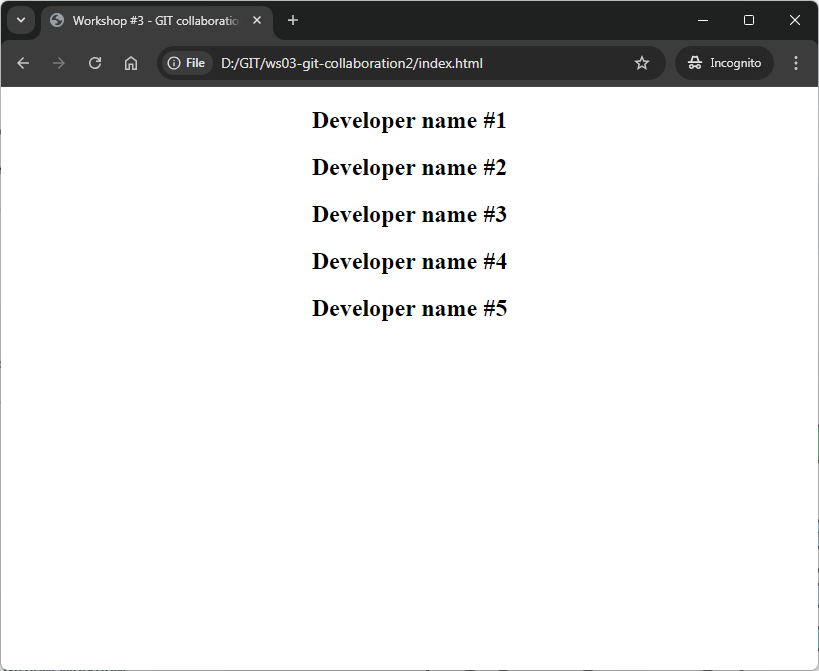 Workshop #3 - GIT collaboratio
File
D:/GIT/ws03-git-collaboration2/index.html
Incognito
Developer name #1
Developer name #2
Developer name #3
Developer name #4
Developer name #5